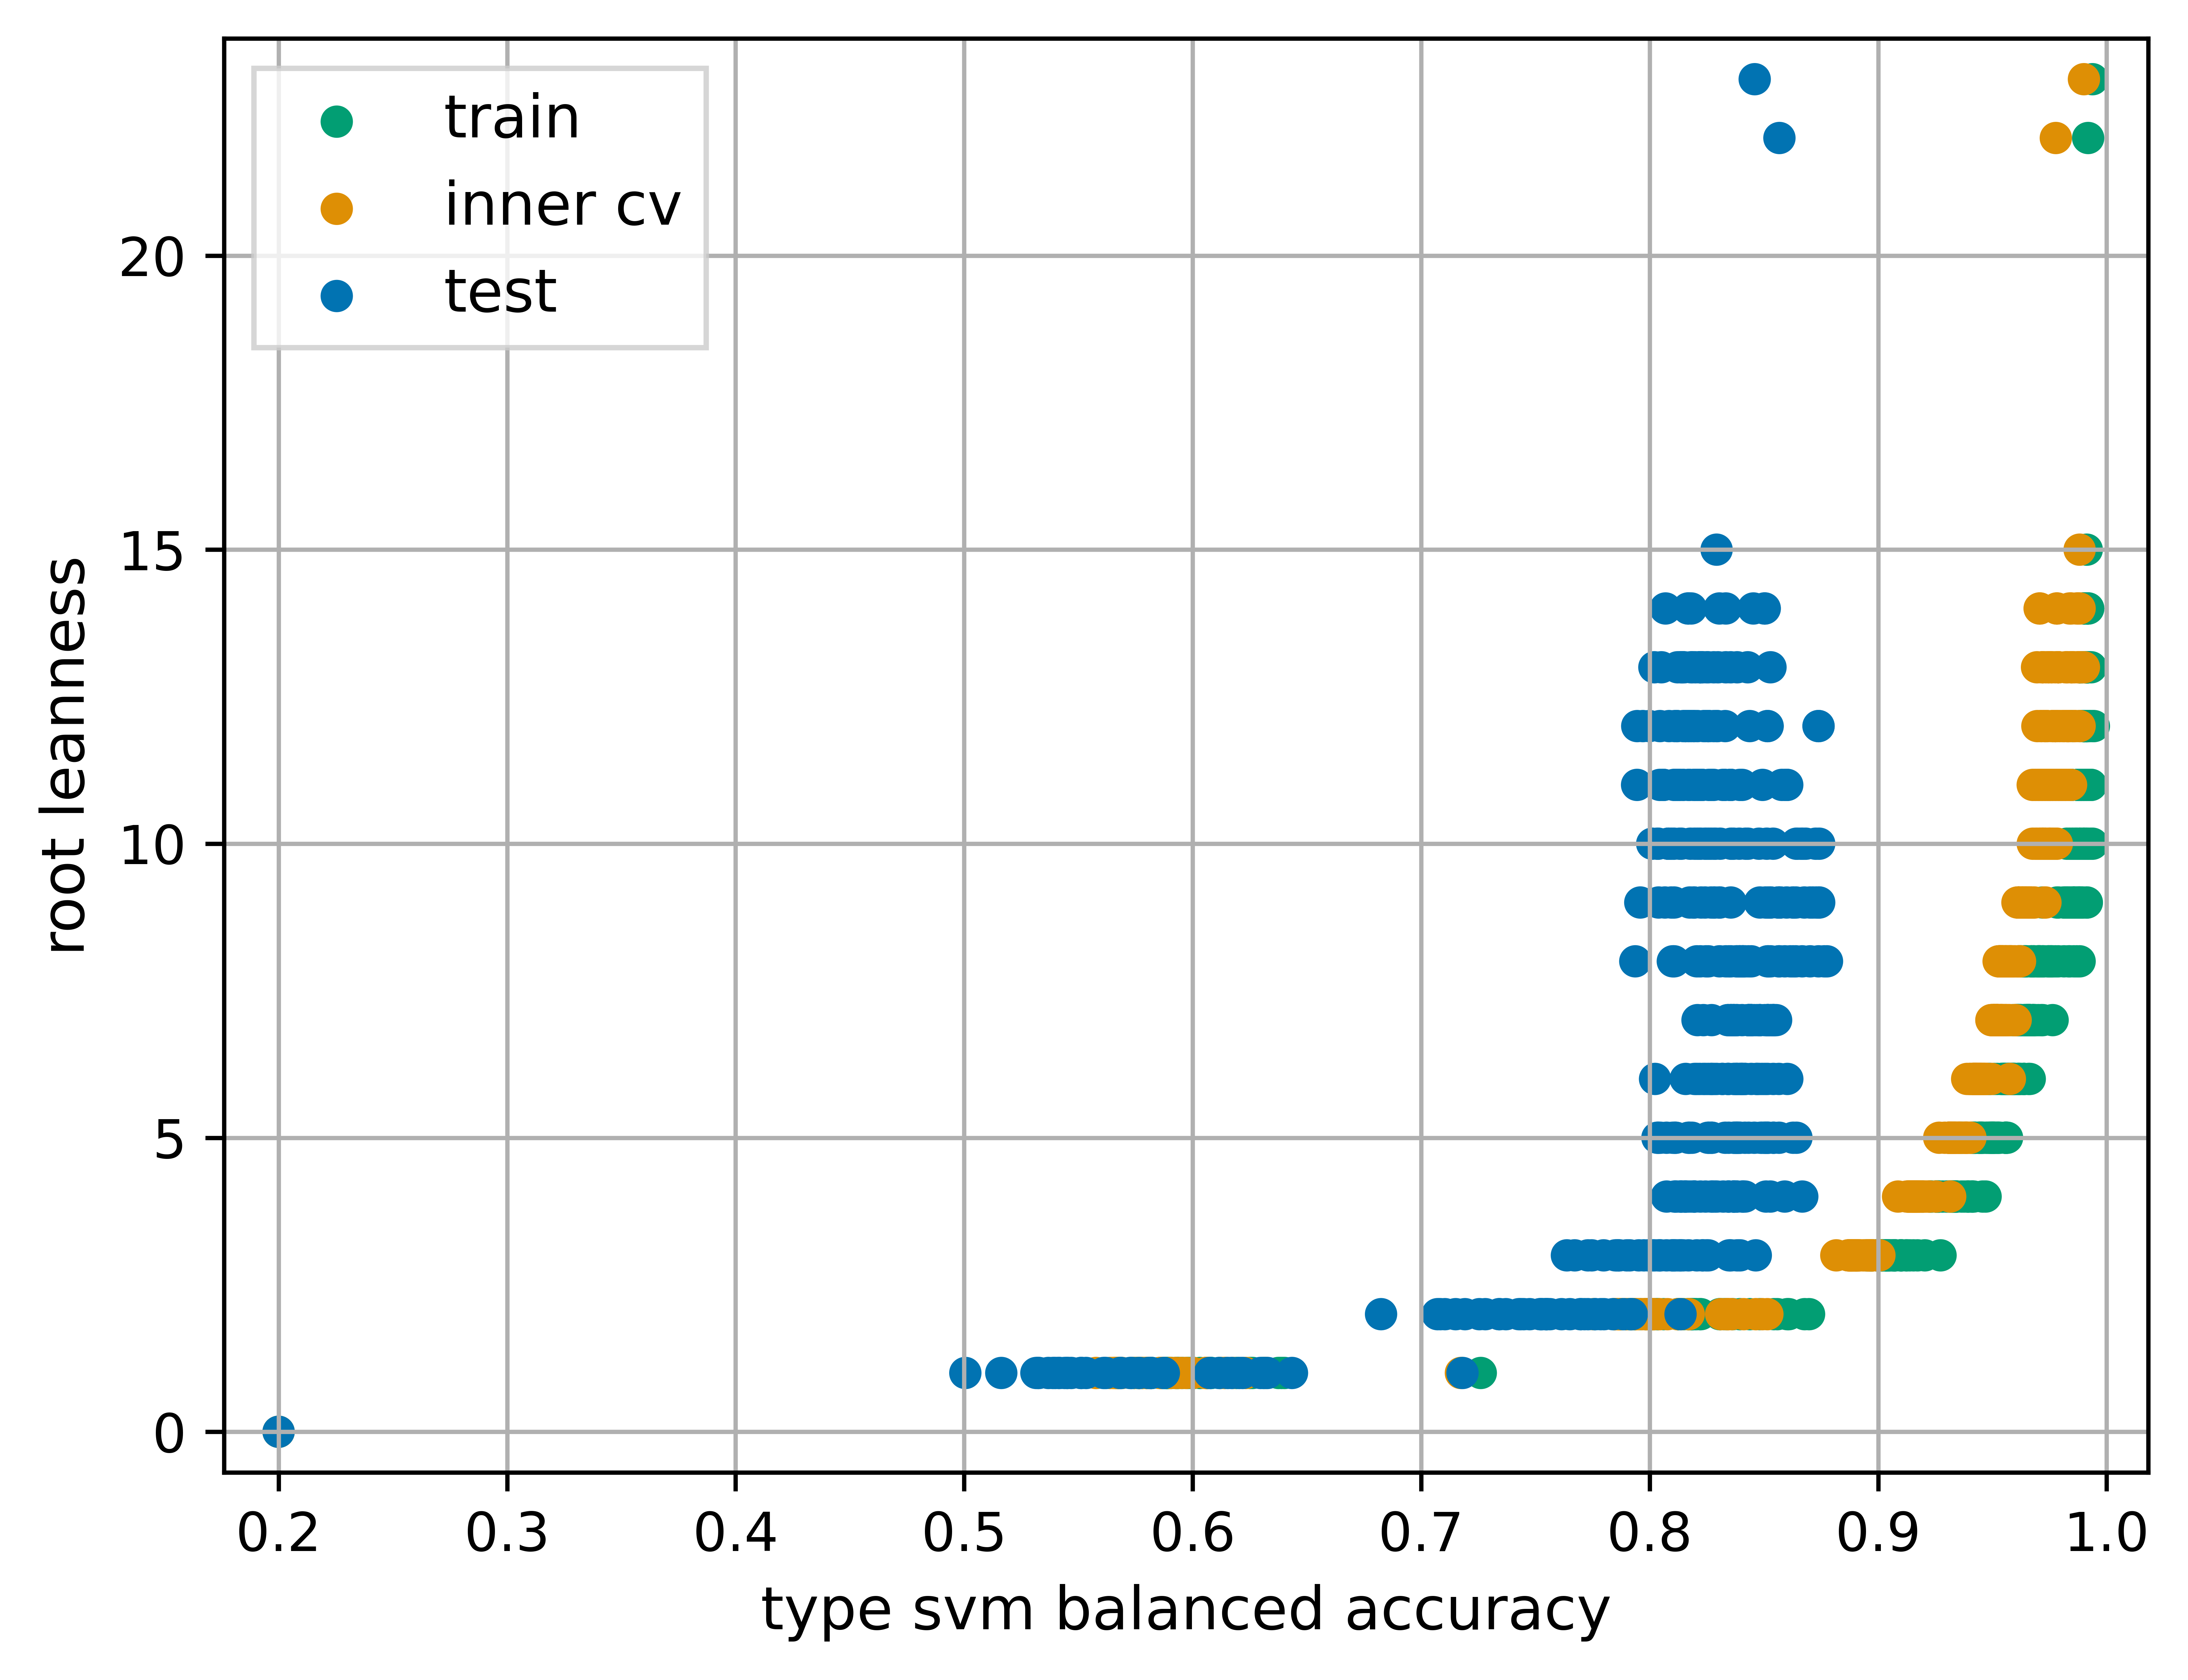 train
inner cv
test
20
15
10
5
0
root leanness
0.2 0.3 0.4 0.5 0.6 0.7 0.8 0.9 1.0
type svm balanced accuracy